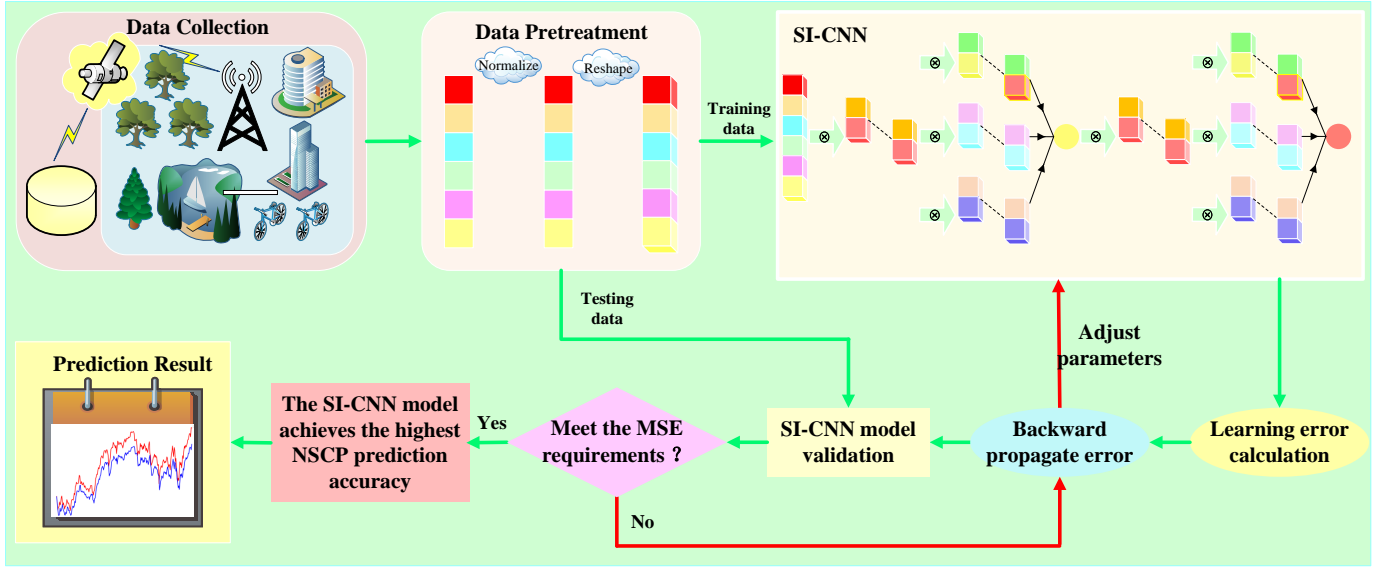 Data Collection
Data Pretreatment
Normalize
Reshape
Training
data
SI-CNN
Testing
data
Adjust
parameters
Prediction Result
The SI-CNN model
achieves the highest
NSCP prediction
accuracy
Yes
Meet the MSE
requirements ?
No
SI-CNN model
validation
Backward
propagate error
Learning error
calculation